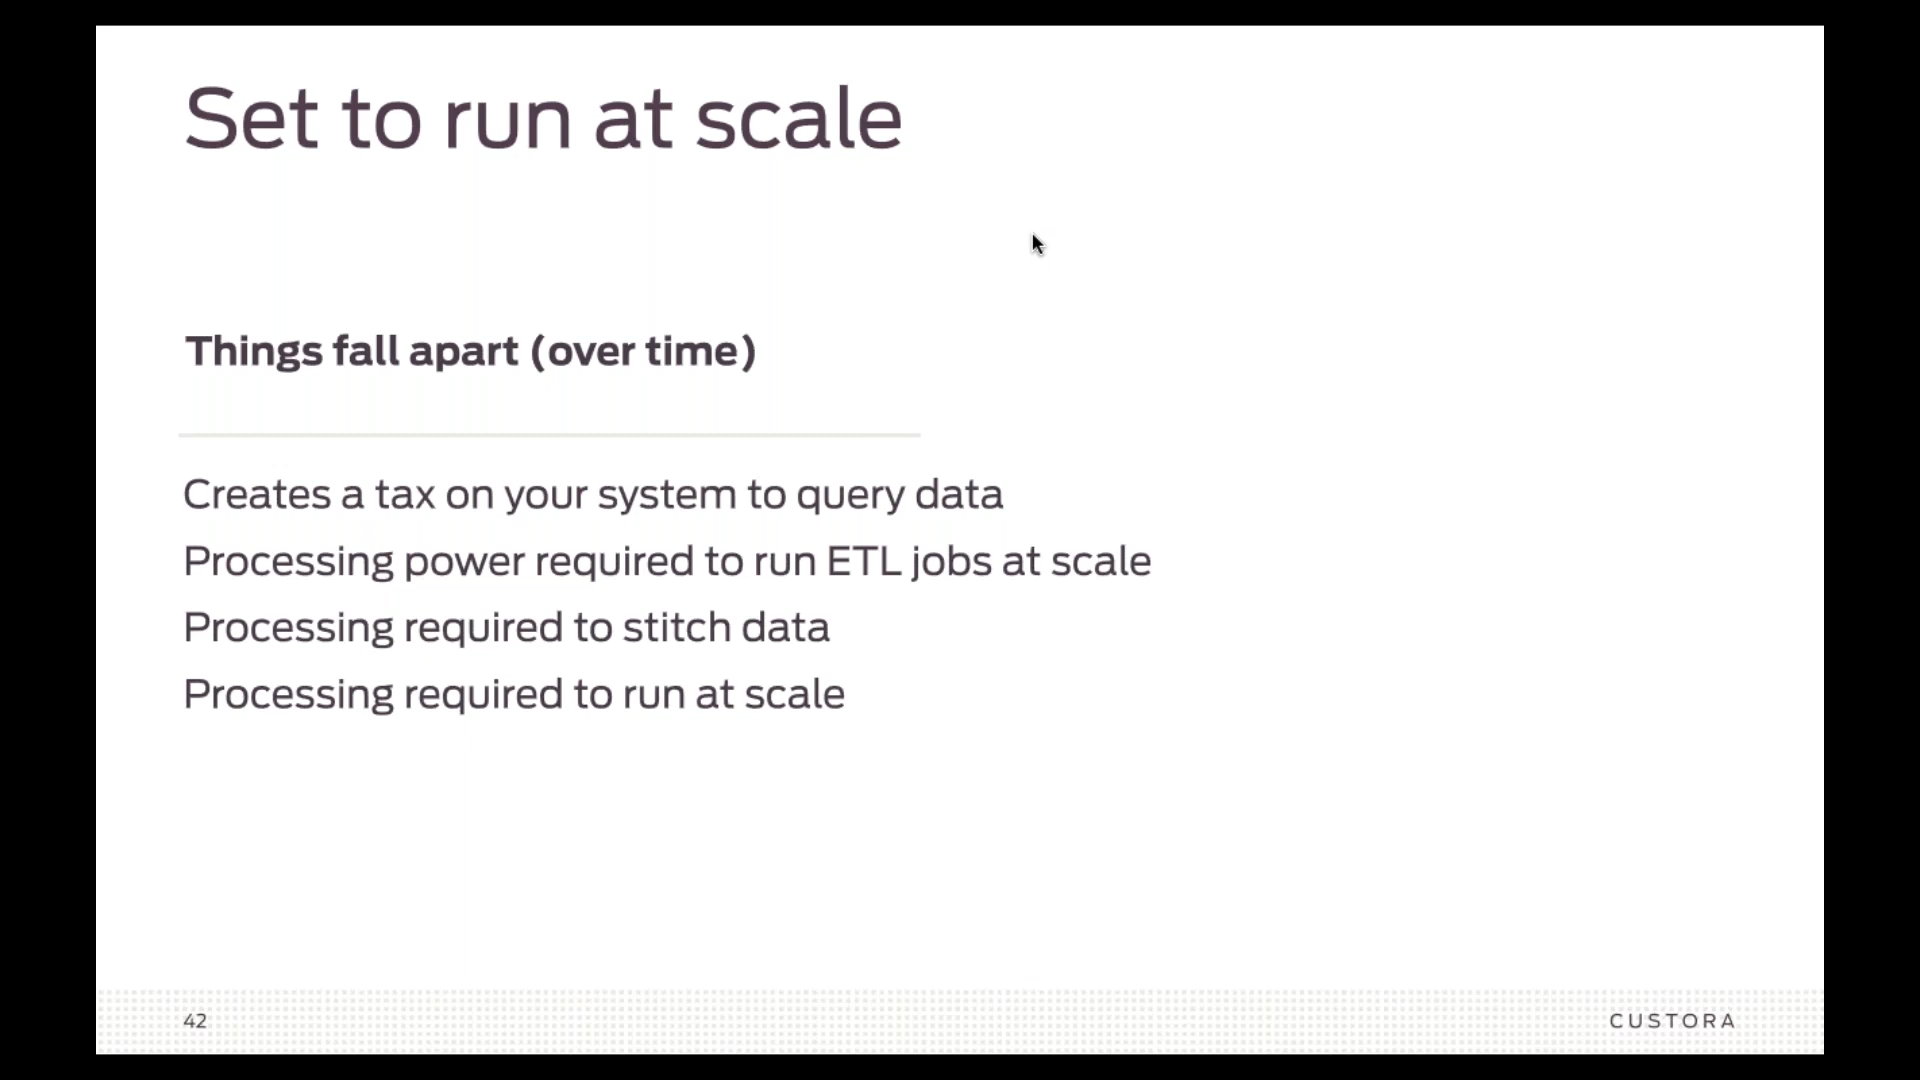 Set to run at scale
Things fall apart (over time)
Creates a tax on your system to query data
Processing power required to run ETL jobs at scale
Processing required to stitch data
Processing required to run at scale
42
CUSTORA